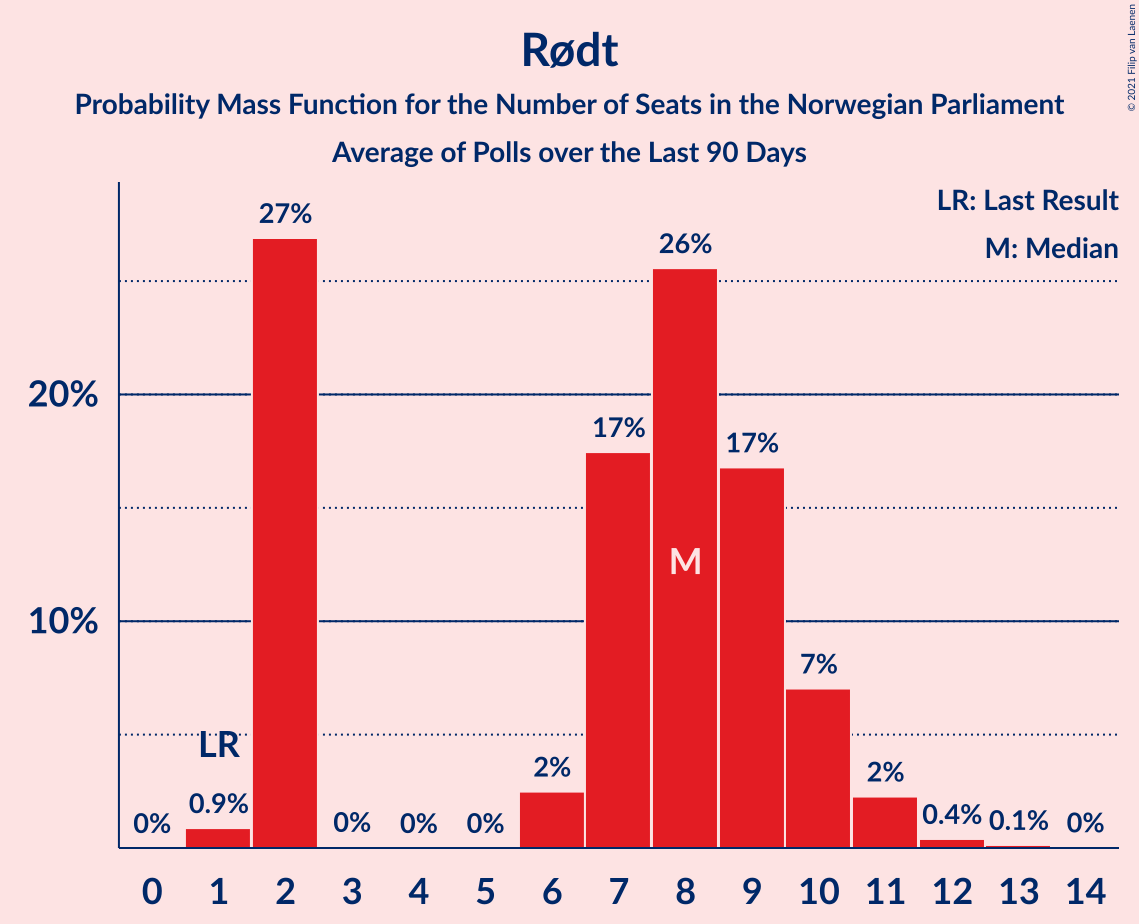 Rødt
Probability Mass Function for the Number of Seats in the Norwegian Parliament
Average of Polls over the Last 90 Days
© 2021 Filip van Laenen
LR: Last Result
M: Median
27%
26%
20%
17%
17%
M
10%
7%
LR
2%
2%
0%
0.9%
0%
0%
0%
0.4%
0.1%
0%
0 1 2 3 4 5 6 7 8 9 10 11 12 13 14